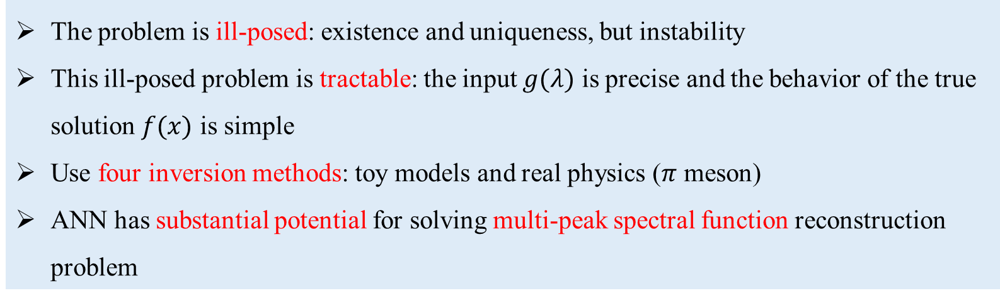 ➢ The problem is ill-posed: existence and uniqueness, but instability
➢ This ill-posed problem is tractable: the input 𝑔(𝜆) is precise and the behavior of the true
solution 𝑓(𝑥) is simple
➢ Use four inversion methods: toy models and real physics (𝜋 meson)
➢ ANN has substantial potential for solving multi-peak spectral function reconstruction
problem